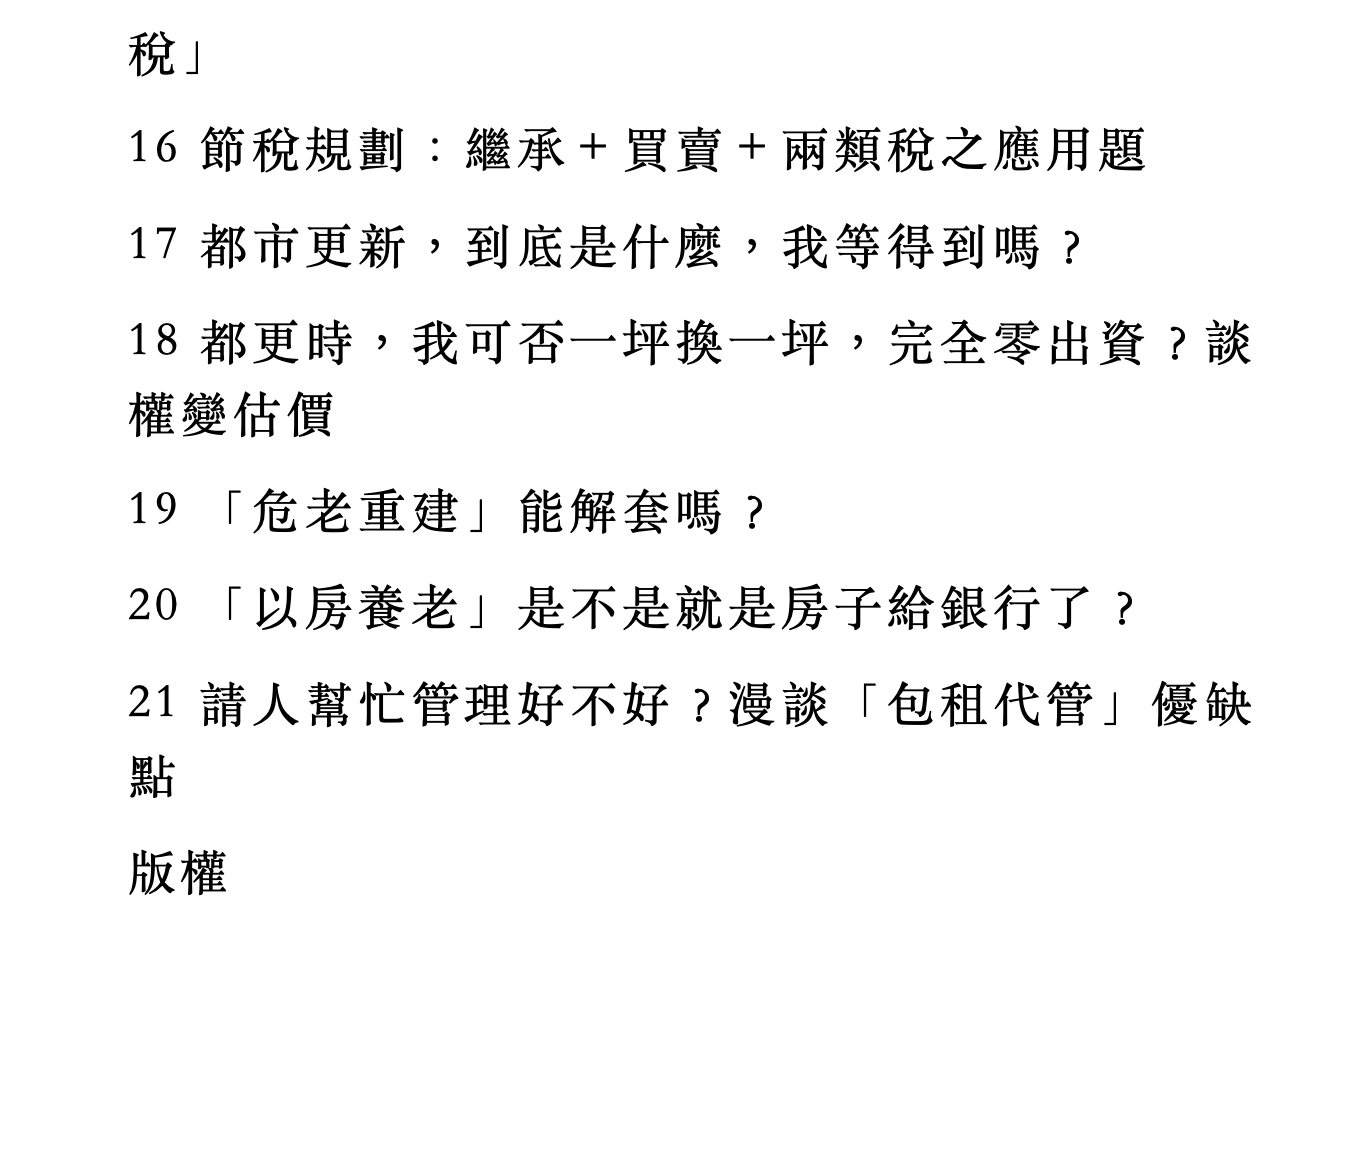 稅」
16 節稅規劃：繼承＋買賣＋兩類稅之應用題
17 都市更新，到底是什麼，我等得到嗎？
18 都更時，我可否一坪換一坪，完全零出資？談
權變估價
19 「危老重建」能解套嗎？
20 「以房養老」是不是就是房子給銀行了？
21 請人幫忙管理好不好？漫談「包租代管」優缺
點
版權